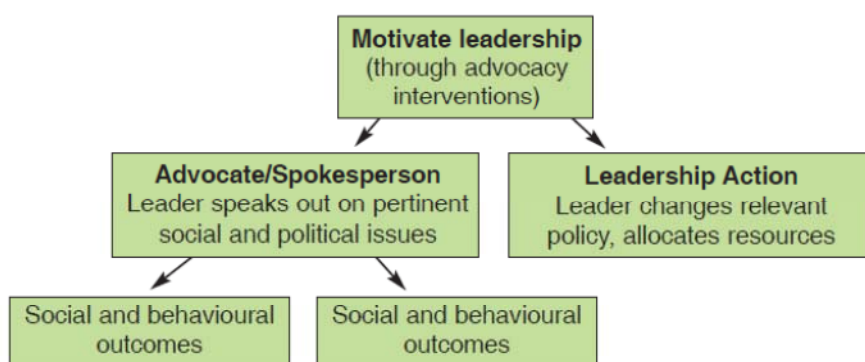 Motivate leadership
(through advocacy
interventions)
Advocate/Spokesperson
Leader speaks out on pertinent
social and political issues
Leadership Action
Leader changes relevant
policy, allocates resources
Social and behavioural
outcomes
Social and behavioural
outcomes